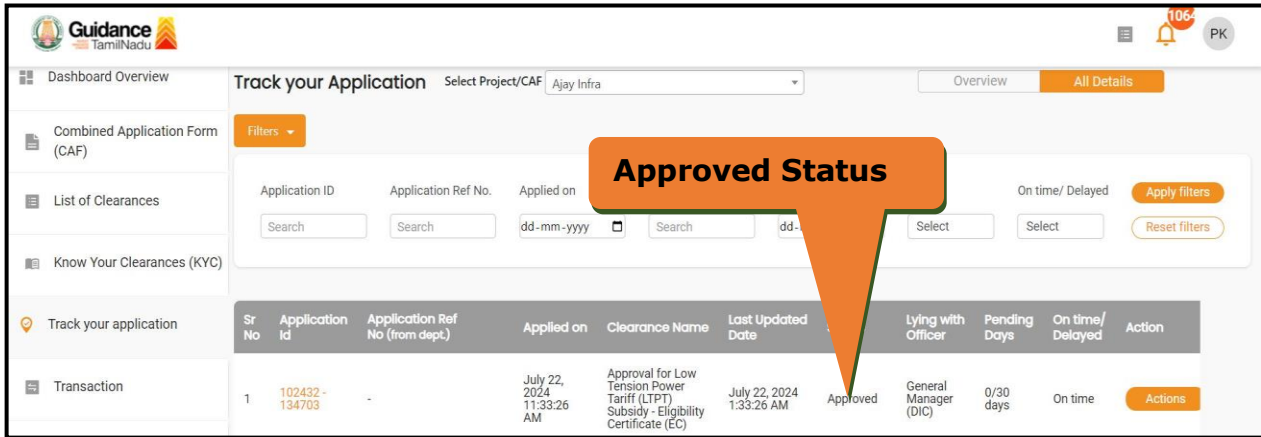 Guidance
TamilNadu
1064
PK
Dashboard Overview
Track your Application
Select Project/CAF
Ajay Infra
Overview
All Details
Combined Application Form
(CAF)
Filters
Approved Status
List of Clearances
Application ID
Application Ref No.
Applied on
On time/ Delayed
Apply filters
Search
Search
dd-mm-yyyy
Search
Select
Select
Reset filters
Know Your Clearances (KYC)
Track your application
Sr No
Application Id
Application Ref No (from dept.)
Applied on
Clearance Name
Last Updated Date
Lying with Officer
Pending Days
On time/ Delayed
Action
Transaction
1
102432 -
134703
-
July 22,
2024
11:33:26
AM
Approval for Low
Tension Power
Tariff (LTPT)
Subsidy - Eligibility
Certificate (EC)
July 22, 2024
1:33:26 AM
Approved
General
Manager
(DIC)
0/30
days
On time
Actions